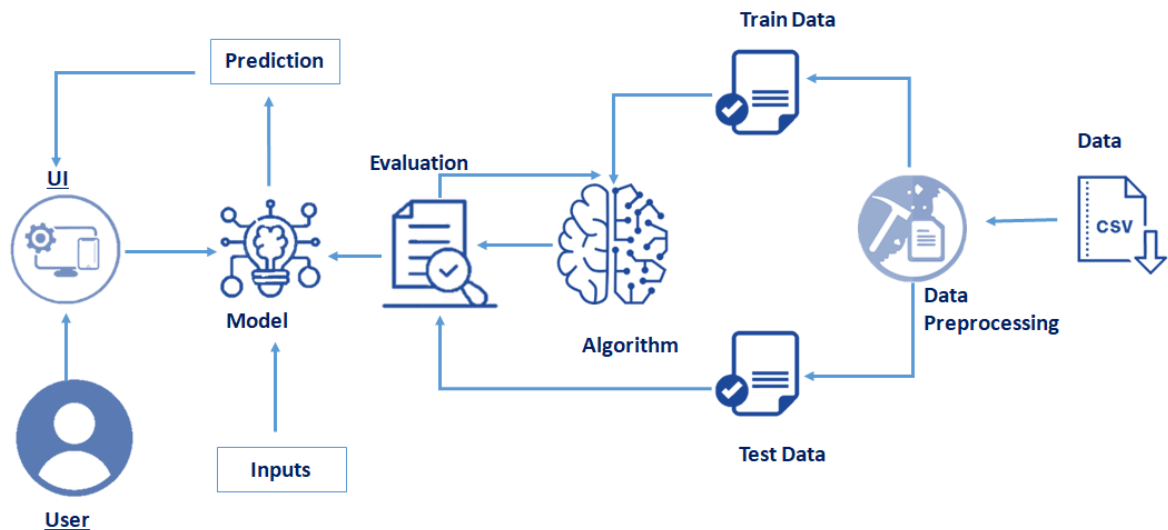 Train Data
Prediction
Evaluation
Data
UI
CSV
Model
Data
Preprocessing
Algorithm
Inputs
Test Data
User